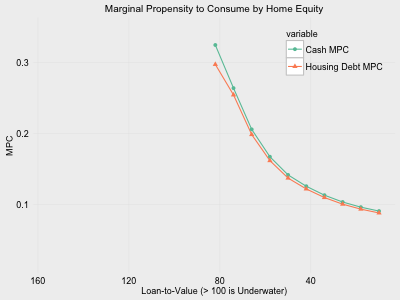 Marginal Propensity to Consume by Home Equity
variable
Cash MPC
Housing Debt MPC
0.3
0.2
0.1
MPC
160
120
80
40
Loan-to-Value (> 100 is Underwater)